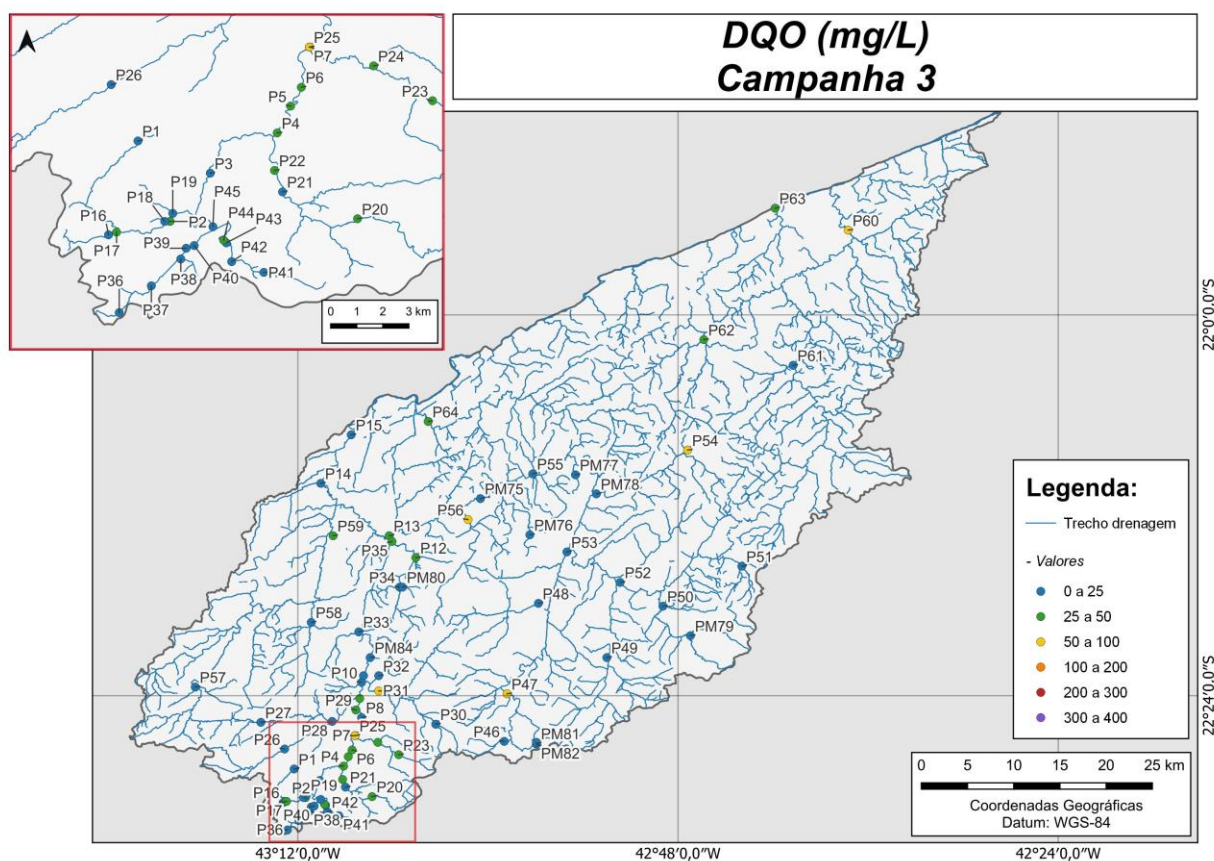 DQO (mg/L)
Campanha 3
P25
P7
P24
P26
P6
P23
P5
P1
P4
P3
P22
P21
P19
P45
P18
P44
P43
P16
P2
P20
P39
P42
P17
P36
P38
P40
P41
P37
0 1 2 3 km
P63
P60
22°0'0.0"S
P62
P61
P64
P15
P54
P55
PM77
P14
PM78
PM75
P56
P59
P13
PM76
P35
P53
P12
P51
P34
PM80
P52
P48
P50
P58
P33
PM79
PM84
P49
P32
P10
P57
P31
P47
P29
22°24'0.0"S
P8
P27
P28
P30
P25
P7
P46
PM81
P26
P23
PM82
P4
P6
P1
P21
P19
P20
P16
P2
P42
P17
P40
P38
P41
P36
Legenda:
Trecho drenagem
- Valores
0 a 25
25 a 50
50 a 100
100 a 200
200 a 300
300 a 400
0 5 10 15 20 25 km
Coordenadas Geográficas
Datum: WGS-84
43°12'0,0"W
42°48'0,0"W
42°24'0,0"W